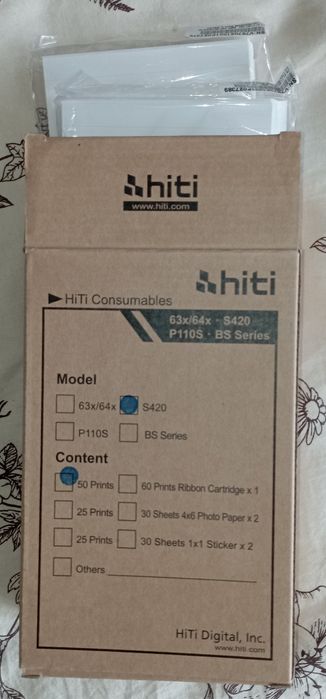 hiti
www.hiti.com
hiti
HiTi Consumables
63x/64x · S420
P110S · BS Series
Model
63x/64x S420
P110S BS Series
Content
50 Prints 60 Prints Ribbon Cartridge x 1
25 Prints 30 Sheets 4x6 Photo Paper x 2
25 Prints 30 Sheets 1x1 Sticker x 2
Others
HiTi Digital, Inc.
www.hiti.com